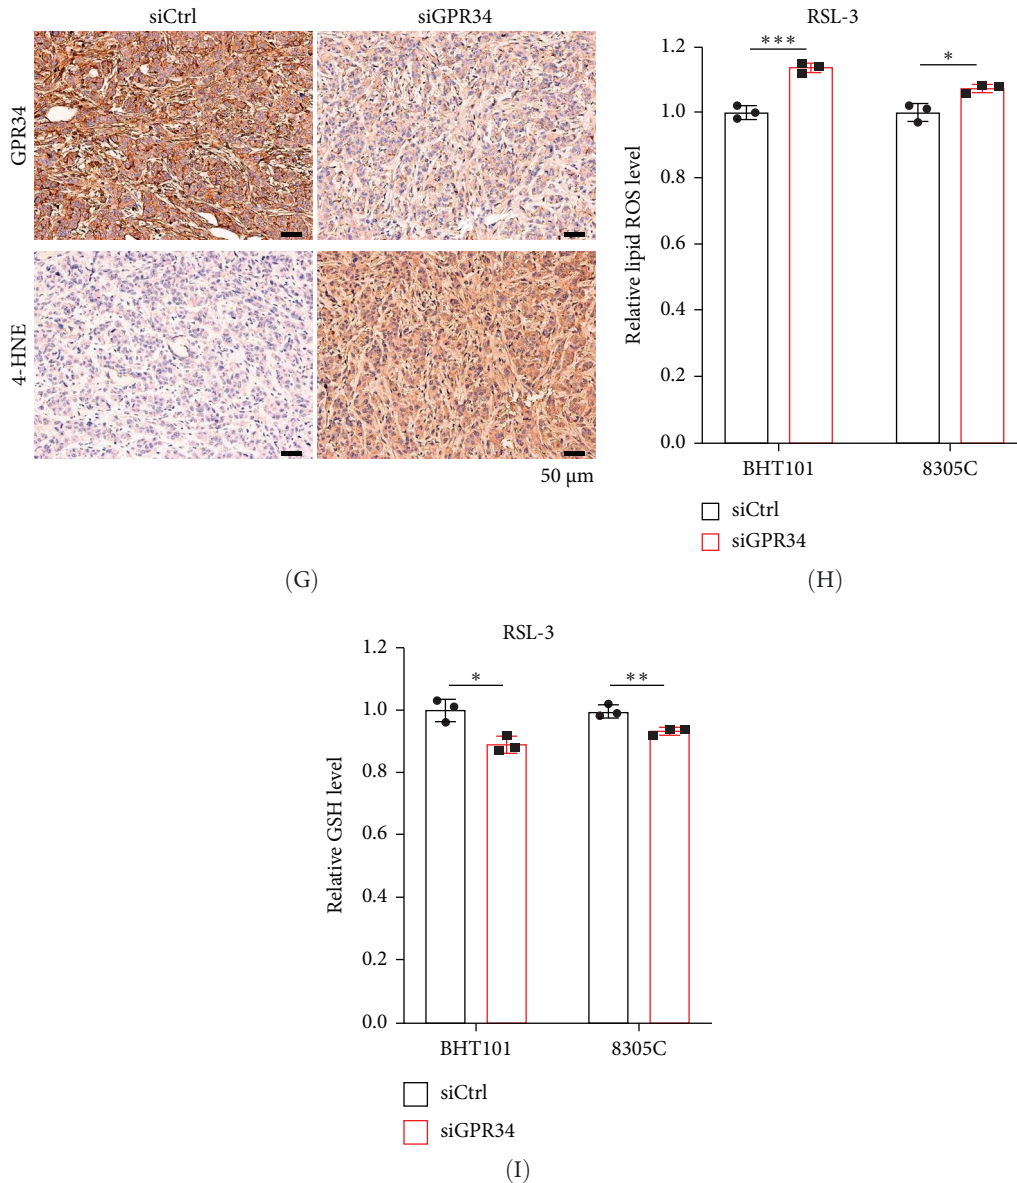 siCtrl
siGPR34
GPR34
4-HNE
50 µm
(G)
RSL-3
Relative lipid ROS level
1.2
1.0
0.8
0.6
0.4
0.2
0.0
***
*
BHT101
8305C
siCtrl
siGPR34
(H)
RSL-3
Relative GSH level
1.2
1.0
0.8
0.6
0.4
0.2
0.0
*
**
BHT101
8305C
siCtrl
siGPR34
(I)